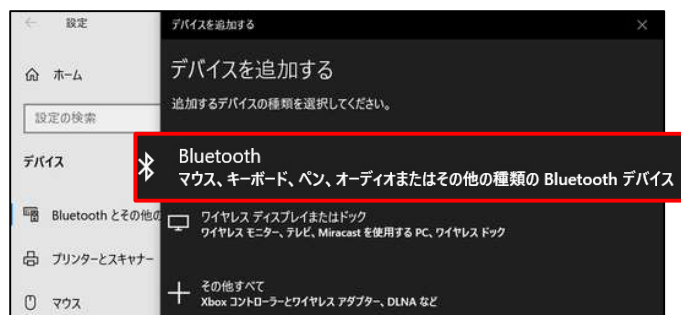 設定
ホーム
設定の検索
デバイス
Bluetooth とその他の
プリンターとスキャナー
マウス
デバイスを追加する
デバイスを追加する
追加するデバイスの種類を選択してください。
Bluetooth
マウス、キーボード、ペン、オーディオまたはその他の種類の Bluetooth デバイス
ワイヤレス ディスプレイまたはドック
ワイヤレス モニター、テレビ、Miracast を使用する PC、ワイヤレス ドック
その他すべて
Xbox コントローラーとワイヤレス アダプター、DLNA など